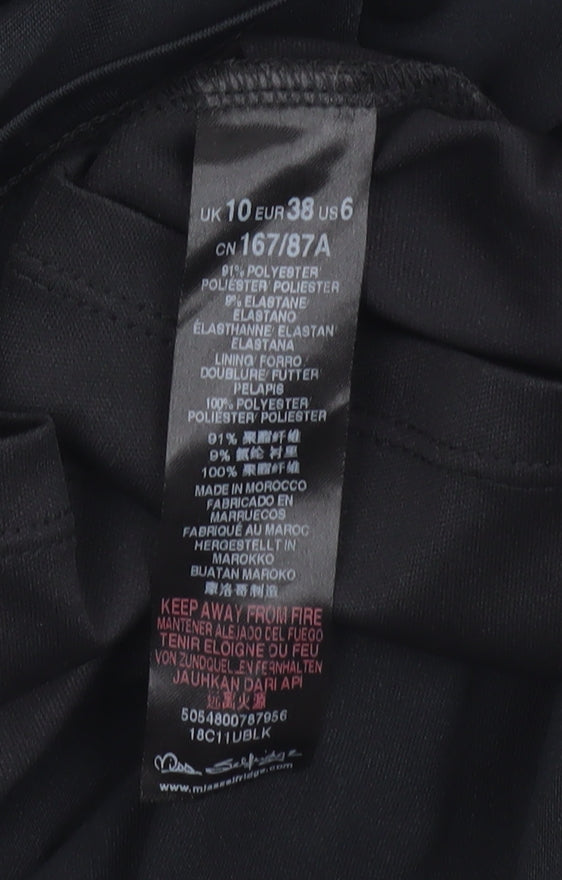 UK 10 EUR 38 US 6
CN 167/87A
91% POLYESTER/
POLIÉSTER/ POLIESTER
9% ELASTANE/
ELASTANO
ÉLASTHANNE/ ELASTAN
ELASTANA
LINING/ FORRO/
DOUBLURE/ FUTTER
PELAPIS
100% POLYESTER/
POLIÉSTER/ POLIESTER
91% 聚酯纤维
9% 氨纶 衬里
100% 聚酯纤维
MADE IN MOROCCO
FABRICADO EN
MARRUECOS
FABRIQUÉ AU MAROC
HERGESTELLT IN
MAROKKO
BUATAN MAROKO
摩洛哥制造
KEEP AWAY FROM FIRE
MANTENER ALEJADO DEL FUEGO
TENIR ELOIGNE DU FEU
VON ZUNDQUELLEN FERNHALTEN
JAUHKAN DARI API
远离火源
5054800787956
18C11UBLK
Miss Selfridge
www.missselfridge.com